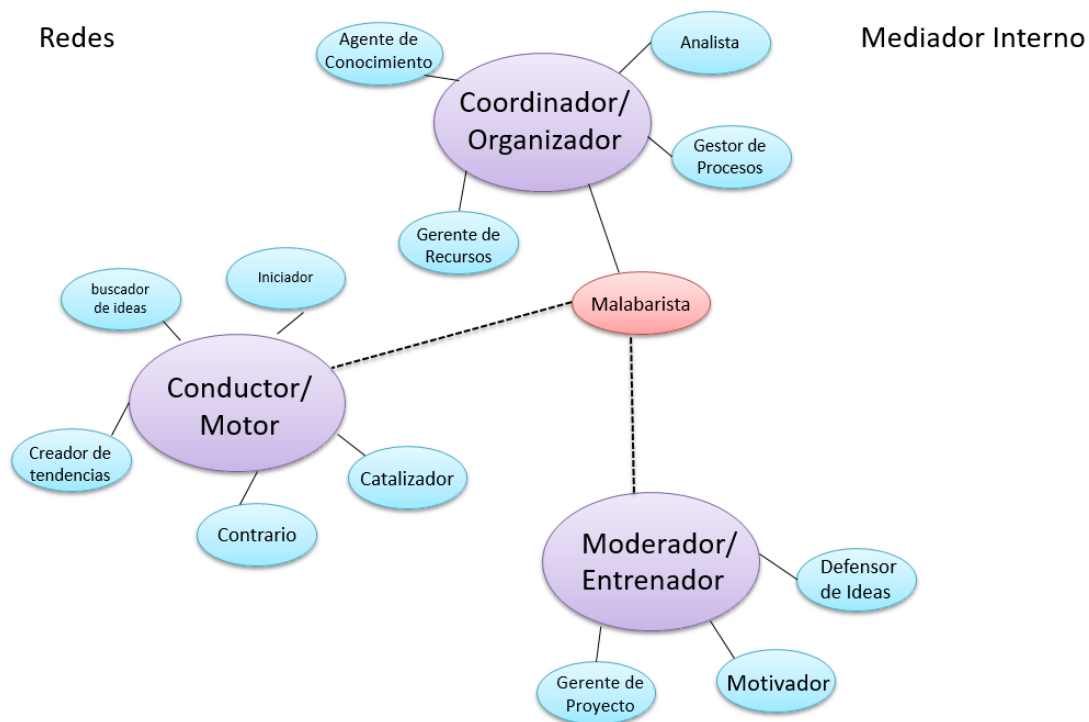 Redes
Mediador Interno
Agente de
Conocimiento
Analista
Coordinador/
Organizador
Gestor de
Procesos
Gerente de
Recursos
Iniciador
buscador
de ideas
Malabarista
Conductor/
Motor
Creador de
tendencias
Catalizador
Contrario
Moderador/
Entrenador
Defensor
de Ideas
Motivador
Gerente de
Proyecto